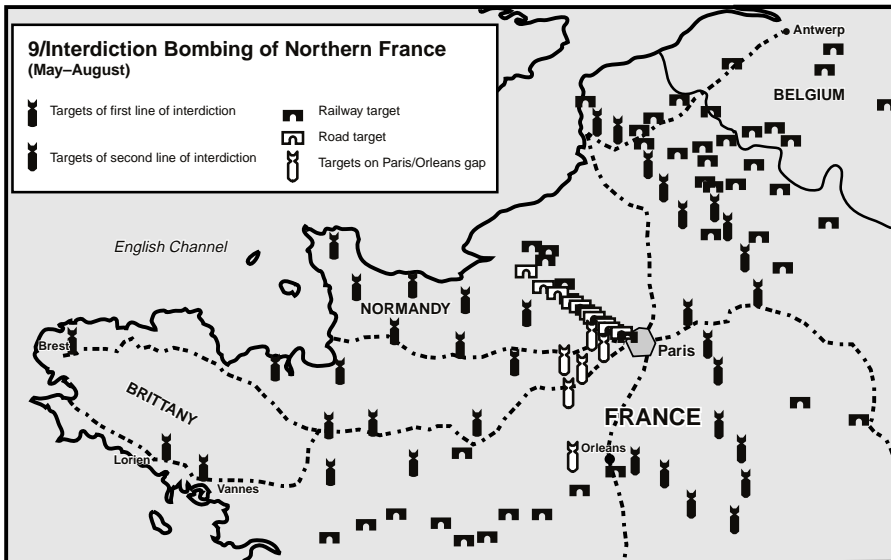 9/Interdiction Bombing of Northern France
(May–August)
Targets of first line of interdiction
Targets of second line of interdiction
Railway target
Road target
Targets on Paris/Orleans gap
Antwerp
BELGIUM
English Channel
NORMANDY
Brest
Paris
BRITTANY
FRANCE
Orleans
Lorien
Vannes